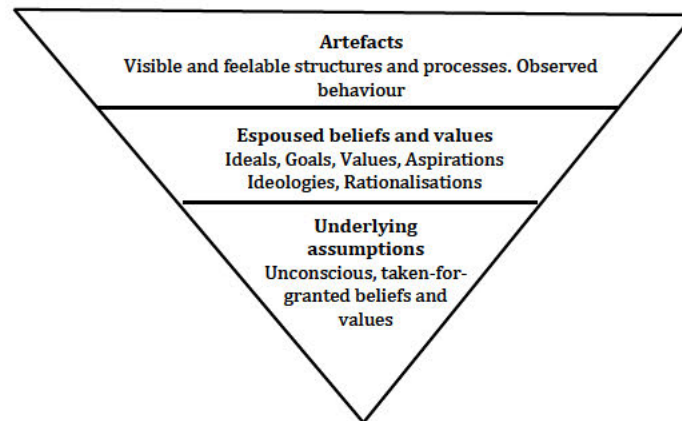 Artefacts
Visible and feelable structures and processes. Observed
behaviour
Espoused beliefs and values
Ideals, Goals, Values, Aspirations
Ideologies, Rationalisations
Underlying
assumptions
Unconscious, taken-for-
granted beliefs and
values